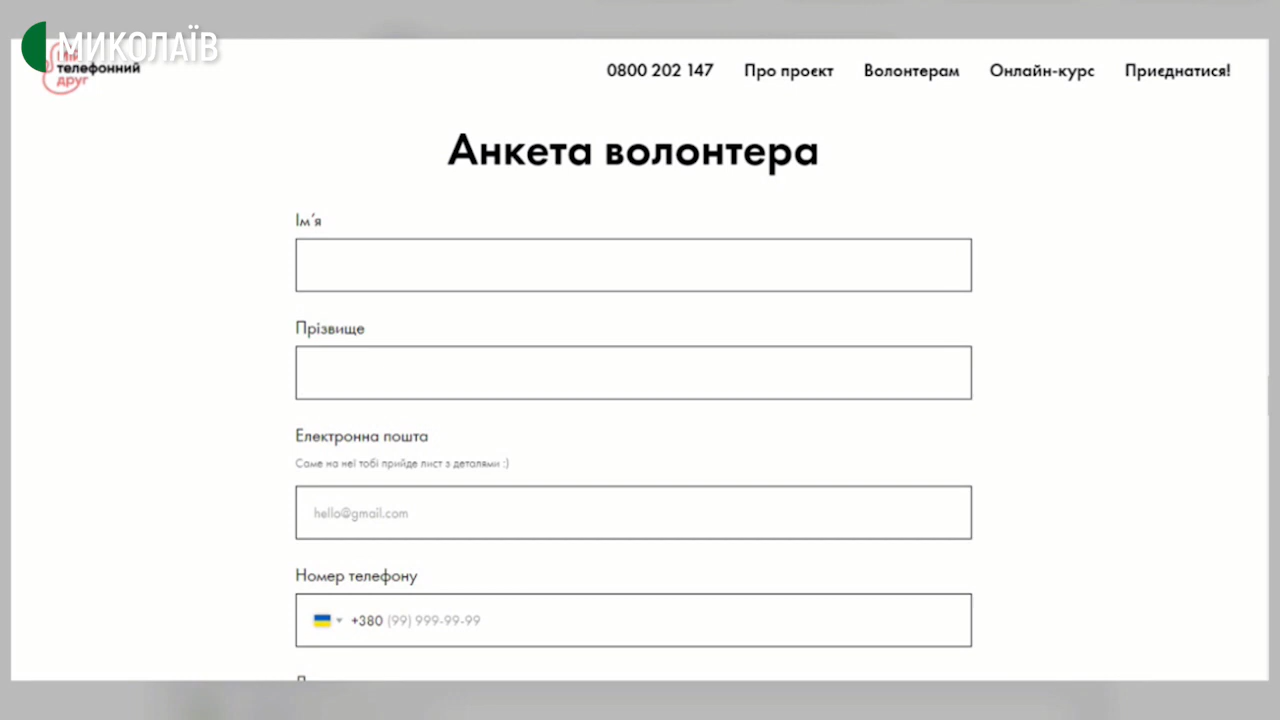 МИКОЛАЇВ
Мій
телефонний
друг
0800 202 147
Про проєкт
Волонтерам
Онлайн-курс
Приєднатися!
Анкета волонтера
Ім´я
Прізвище
Електронна пошта
Саме на неї тобі прийде лист з деталями :)
hello@gmail.com
Номер телефону
+380 (99) 999-99-99